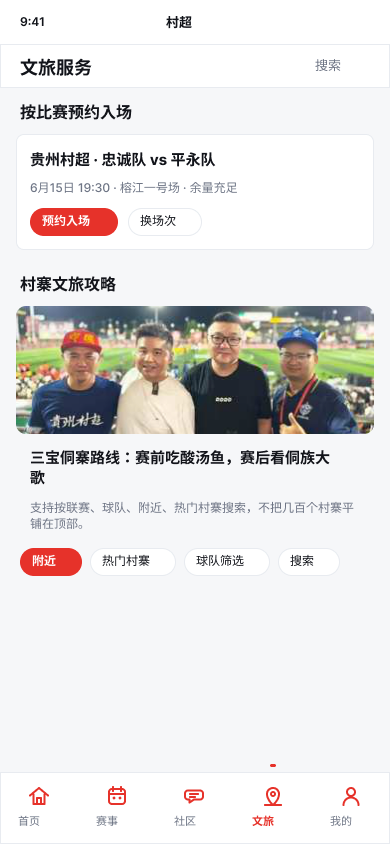 9:41
村超
文旅服务
搜索
按比赛预约入场
贵州村超 · 忠诚队 vs 平永队
6月15日 19:30 · 榕江一号场 · 余量充足
预约入场
换场次
村寨文旅攻略
贵州村超
三宝侗寨路线：赛前吃酸汤鱼，赛后看侗族大
歌
支持按联赛、球队、附近、热门村寨搜索，不把几百个村寨平
铺在顶部。
附近
热门村寨
球队筛选
搜索
首页
赛事
社区
文旅
我的